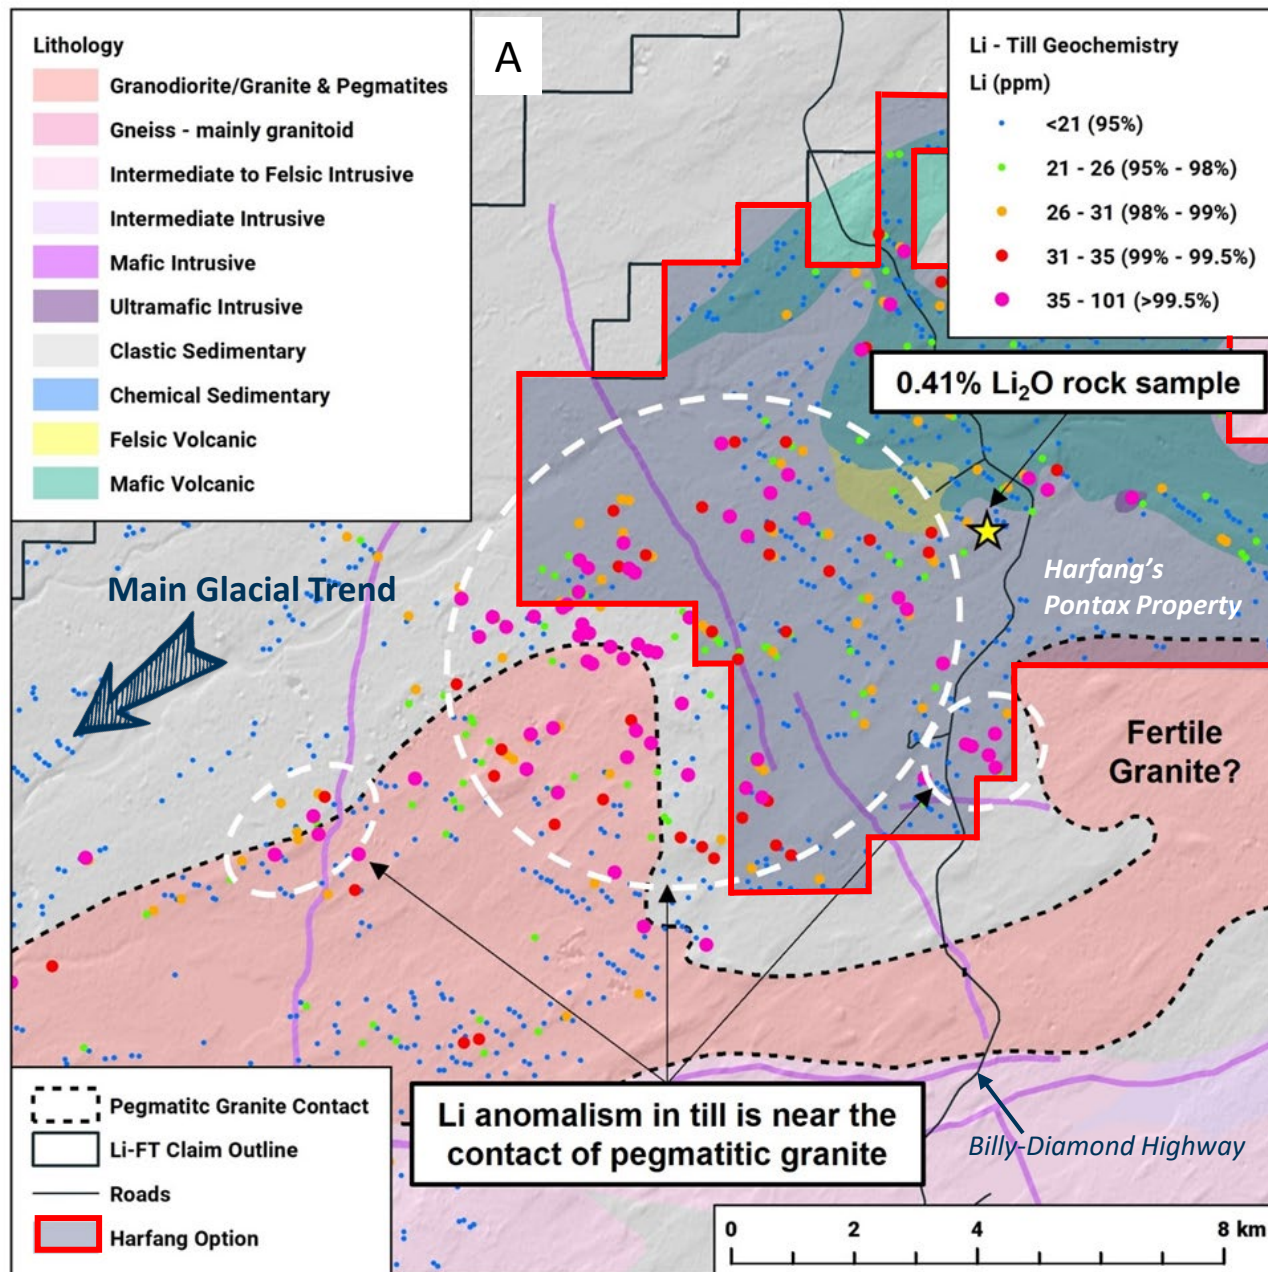 Lithology
Granodiorite/Granite & Pegmatites
Gneiss - mainly granitoid
Intermediate to Felsic Intrusive
Intermediate Intrusive
Mafic Intrusive
Ultramafic Intrusive
Clastic Sedimentary
Chemical Sedimentary
Felsic Volcanic
Mafic Volcanic
A
Li - Till Geochemistry
Li (ppm)
<21 (95%)
21 - 26 (95% - 98%)
26 - 31 (98% - 99%)
31 - 35 (99% - 99.5%)
35 - 101 (>99.5%)
0.41% Li₂O rock sample
Main Glacial Trend
Harfang's
Pontax Property
Fertile
Granite?
Li anomalism in till is near the
contact of pegmatitic granite
Billy-Diamond Highway
Pegmatitc Granite Contact
Li-FT Claim Outline
Roads
Harfang Option
0 2 4 8 km